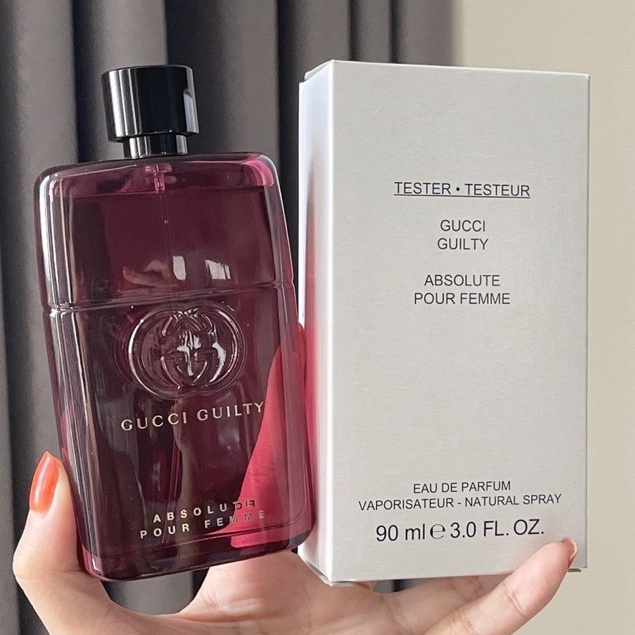 GUCCI GUILTY
ABSOLUTE
POUR FEMME
TESTER • TESTEUR
GUCCI
GUILTY
ABSOLUTE
POUR FEMME
EAU DE PARFUM
VAPORISATEUR - NATURAL SPRAY
90 ml ℮ 3.0 FL. OZ.